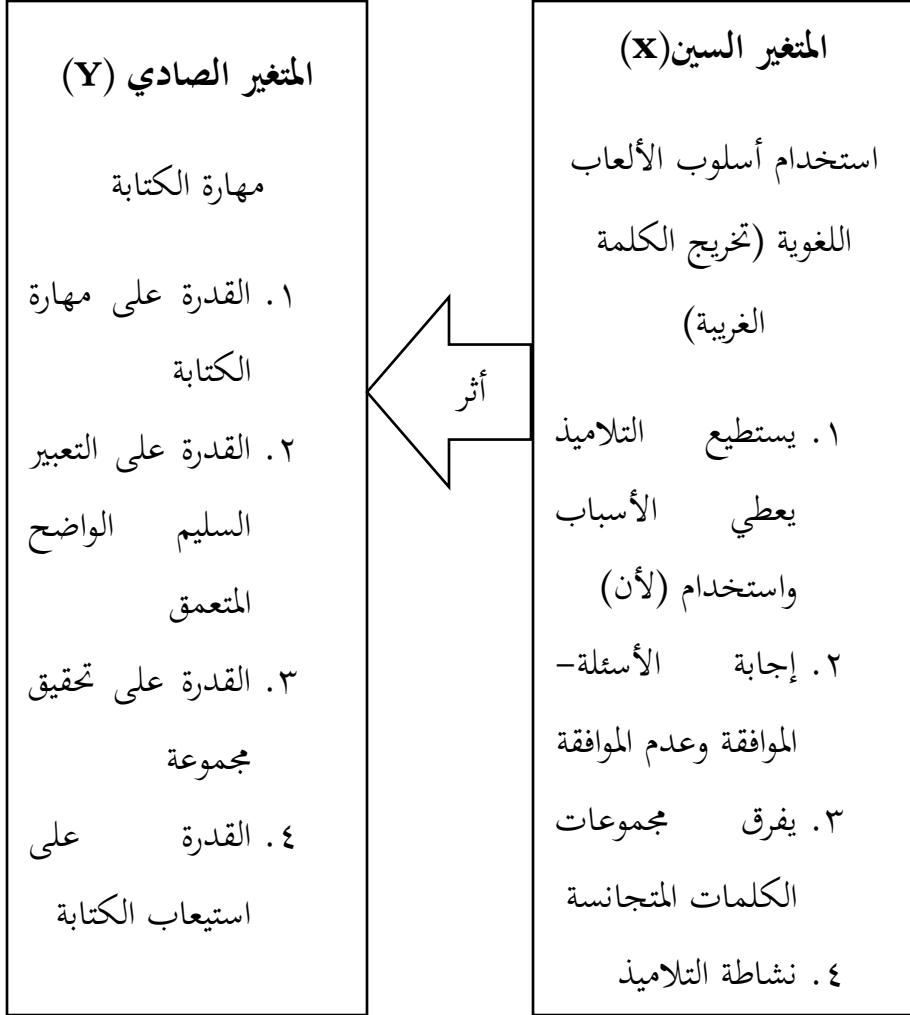 المتغير السين(X)
استخدام أسلوب الألعاب
اللغوية (تخريج الكلمة
الغريبة)
١. يستطيع التلاميذ
يعطي الأسباب
واستخدام (لأن)
٢. إجابة الأسئلة–
الموافقة وعدم الموافقة
٣. يفرق مجموعات
الكلمات المتجانسة
٤. نشاطة التلاميذ
أثر
المتغير الصادي (Y)
مهارة الكتابة
١. القدرة على مهارة
الكتابة
٢. القدرة على التعبير
السليم الواضح
المتعمق
٣. القدرة على تحقيق
مجموعة
٤. القدرة على
استيعاب الكتابة